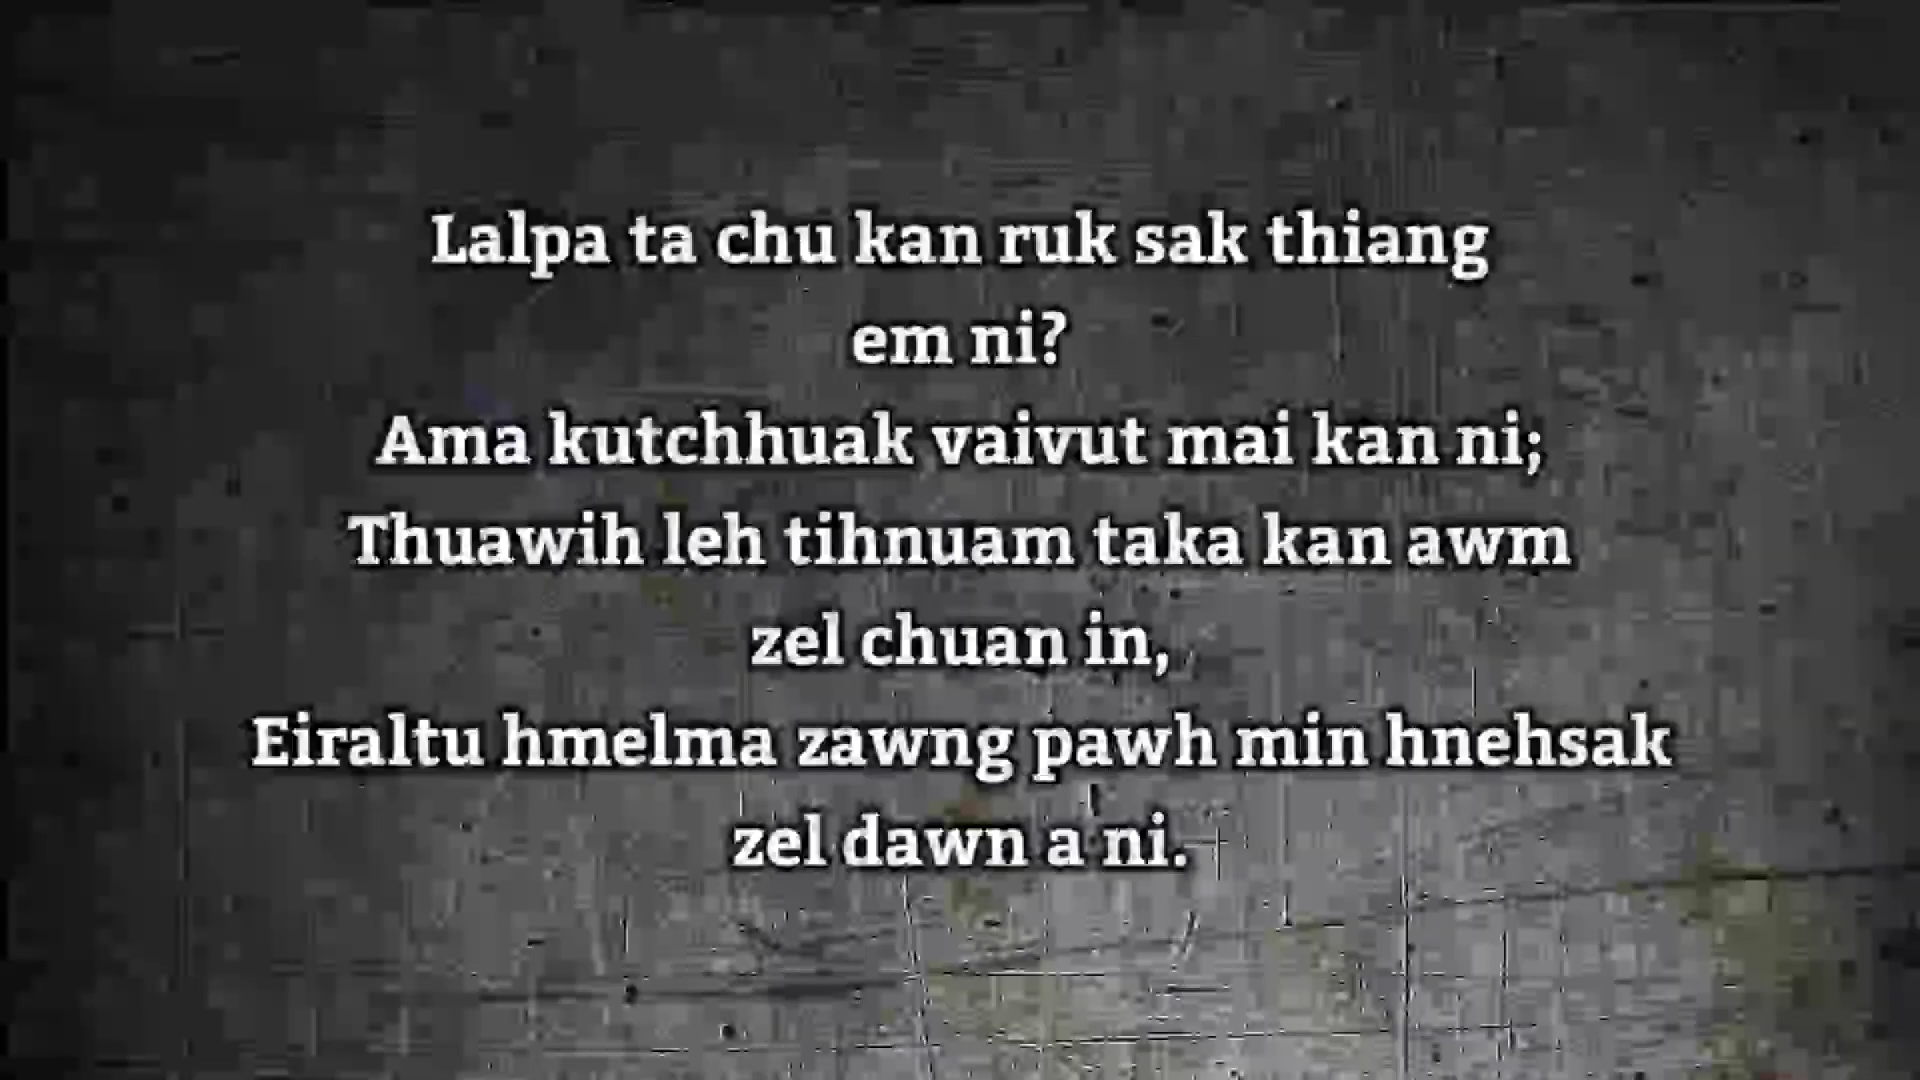 Lalpa ta chu kan ruk sak thiang
em ni?
Ama kutchhuak vaivut mai kan ni;
Thuawih leh tihnuam taka kan awm
zel chuan in,
Eiraltu hmelma zawng pawh min hnehsak
zel dawn a ni.